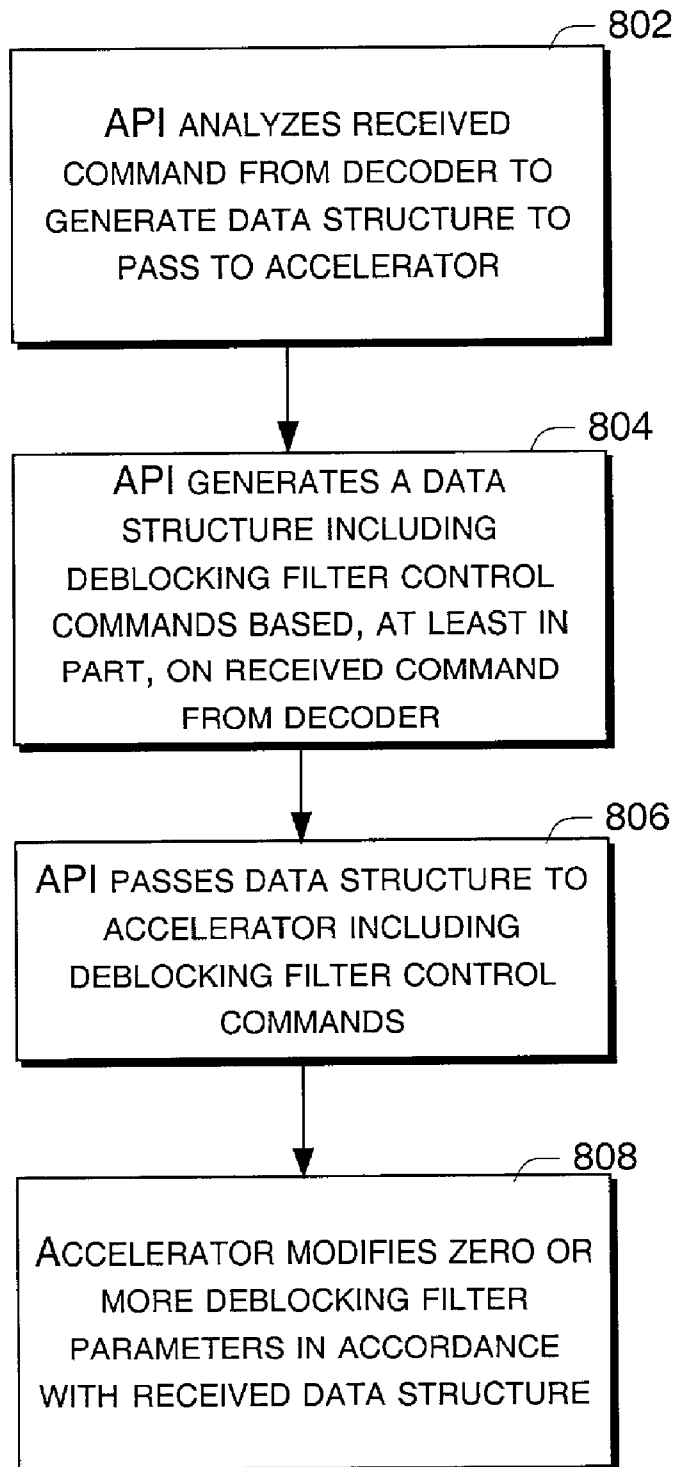 802
API ANALYZES RECEIVED
COMMAND FROM DECODER TO
GENERATE DATA STRUCTURE TO
PASS TO ACCELERATOR
804
API GENERATES A DATA
STRUCTURE INCLUDING
DEBLOCKING FILTER CONTROL
COMMANDS BASED, AT LEAST IN
PART, ON RECEIVED COMMAND
FROM DECODER
806
API PASSES DATA STRUCTURE TO
ACCELERATOR INCLUDING
DEBLOCKING FILTER CONTROL
COMMANDS
808
ACCELERATOR MODIFIES ZERO OR
MORE DEBLOCKING FILTER
PARAMETERS IN ACCORDANCE
WITH RECEIVED DATA STRUCTURE